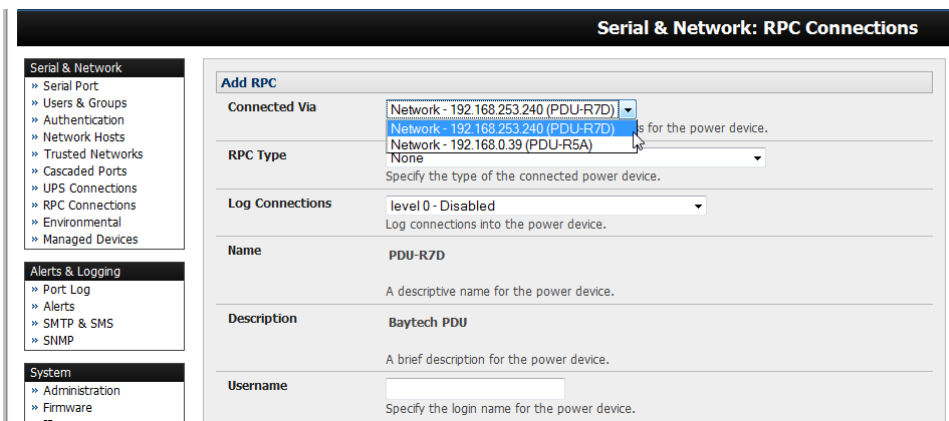 Serial & Network: RPC Connections
Serial & Network
» Serial Port
» Users & Groups
» Authentication
» Network Hosts
» Trusted Networks
» Cascaded Ports
» UPS Connections
» RPC Connections
» Environmental
» Managed Devices
Alerts & Logging
» Port Log
» Alerts
» SMTP & SMS
» SNMP
System
» Administration
» Firmware
Add RPC
Connected Via
Network - 192.168.253.240 (PDU-R7D)
Network - 192.168.253.240 (PDU-R7D)
s for the power device.
Network - 192.168.0.39 (PDU-R5A)
RPC Type
None
Specify the type of the connected power device.
Log Connections
level 0 - Disabled
Log connections into the power device.
Name
PDU-R7D
A descriptive name for the power device.
Description
Baytech PDU
A brief description for the power device.
Username
Specify the login name for the power device.